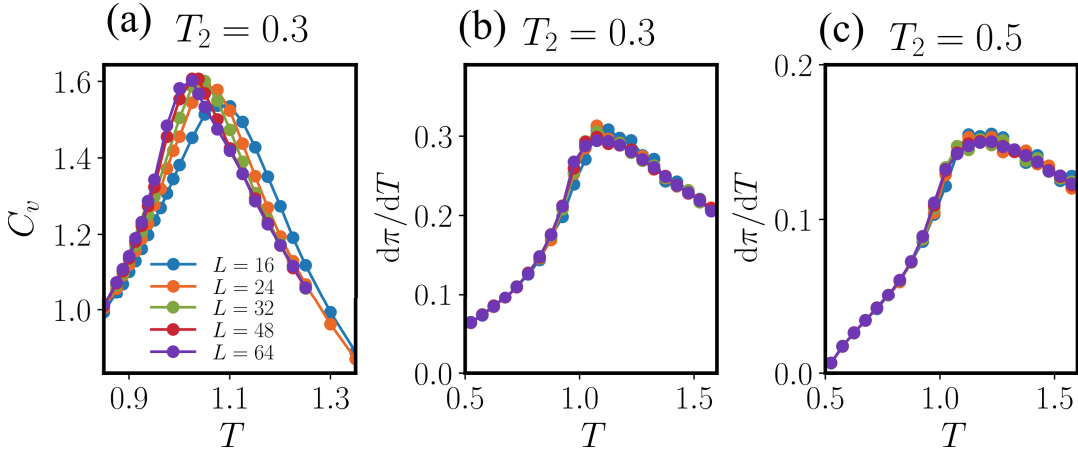 (a) T₂ = 0.3
1.6
1.4
1.2
1.0
C_v
L = 16
L = 24
L = 32
L = 48
L = 64
0.9 1.1 1.3
T
(b) T₂ = 0.3
0.3
0.2
0.1
0.0
dπ/dT
0.5 1.0 1.5
T
(c) T₂ = 0.5
0.2
0.1
0.0
dπ/dT
0.5 1.0 1.5
T